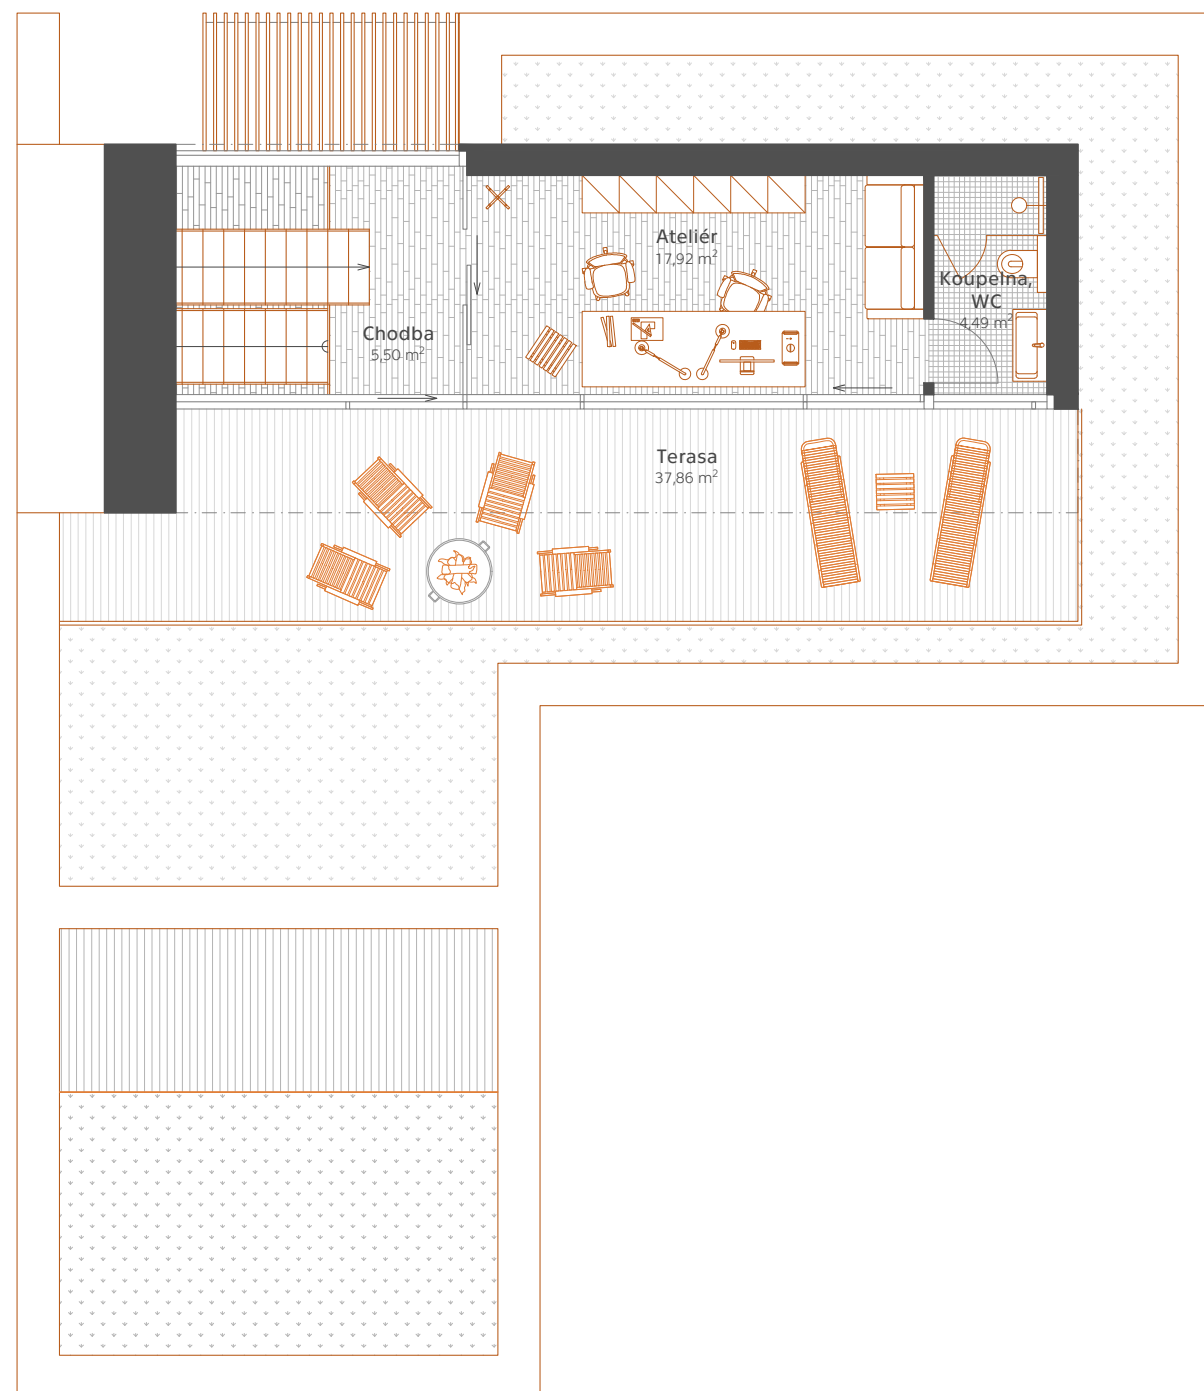 Ateliér
17,92 m²
Koupelna,
WC
4,49 m²
Chodba
5,50 m²
Terasa
37,86 m²